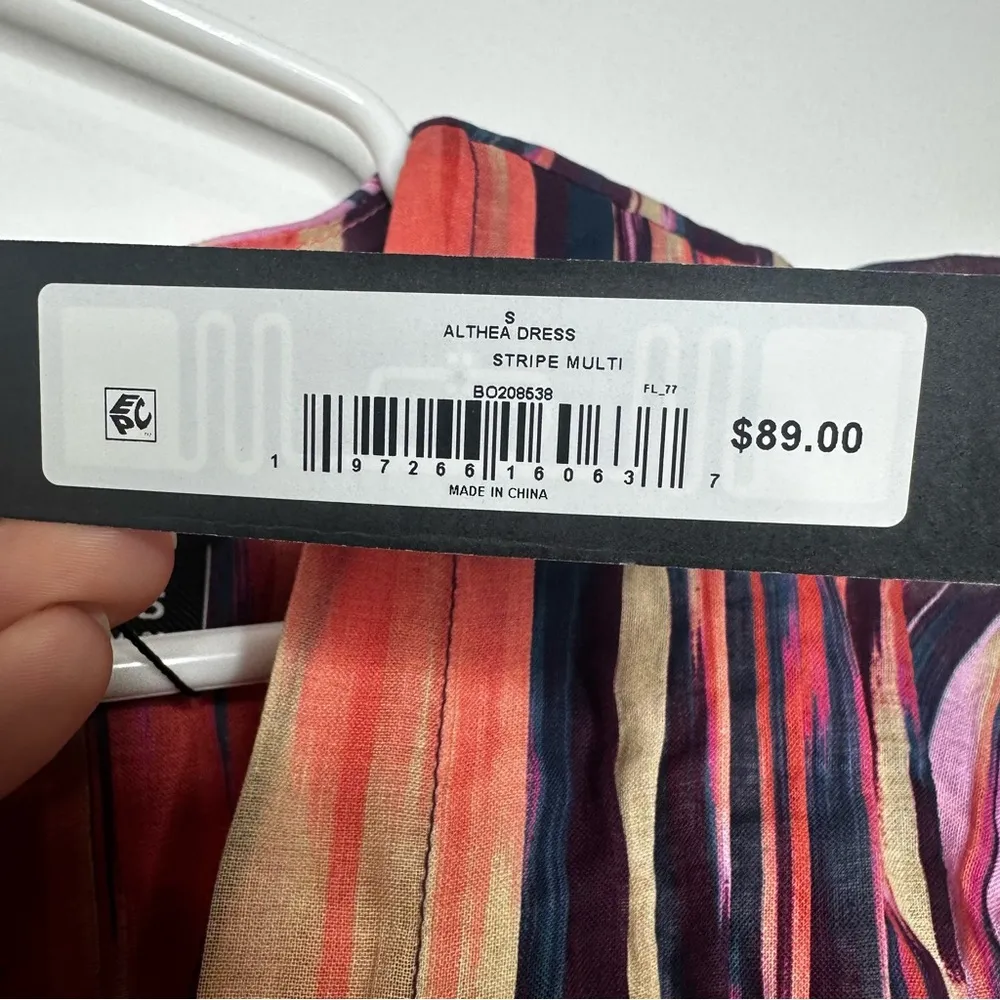 S
ALTHEA DRESS
STRIPE MULTI
BO208538
FL_77
EPC
$89.00
1 97266 16063 7
MADE IN CHINA
S